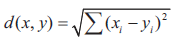 d(x, y) = √∑(xᵢ − yᵢ)²